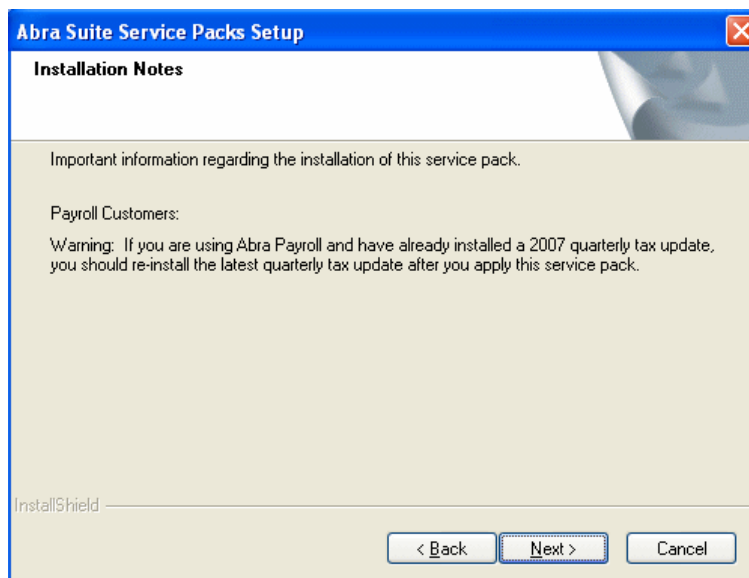 Abra Suite Service Packs Setup
Installation Notes
Important information regarding the installation of this service pack.
Payroll Customers:
Warning:  If you are using Abra Payroll and have already installed a 2007 quarterly tax update,
you should re-install the latest quarterly tax update after you apply this service pack.
InstallShield
< Back
Next >
Cancel